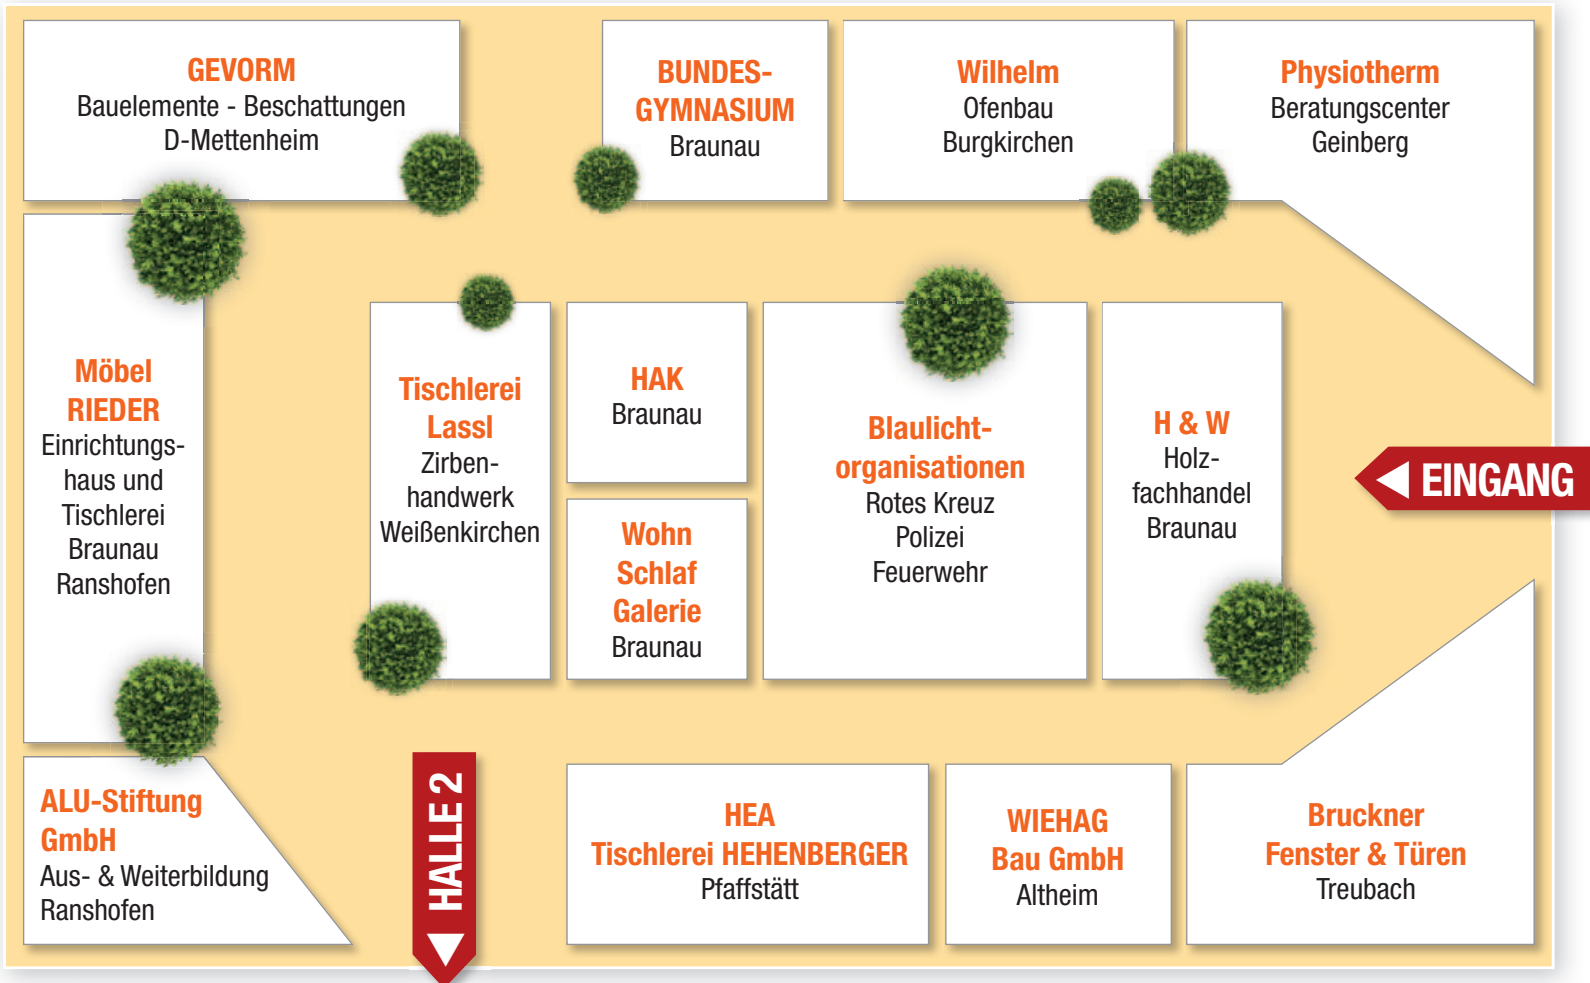 GEVORM
Bauelemente - Beschattungen
D-Mettenheim
BUNDES-
GYMNASIUM
Braunau
Wilhelm
Ofenbau
Burgkirchen
Physiotherm
Beratungscenter
Geinberg
Möbel
RIEDER
Einrichtungs-
haus und
Tischlerei
Braunau
Ranshofen
Tischlerei
Lassl
Zirben-
handwerk
Weißenkirchen
HAK
Braunau
Wohn
Schlaf
Galerie
Braunau
Blaulicht-
organisationen
Rotes Kreuz
Polizei
Feuerwehr
H & W
Holz-
fachhandel
Braunau
EINGANG
ALU-Stiftung
GmbH
Aus- & Weiterbildung
Ranshofen
HALLE 2
HEA
Tischlerei HEHENBERGER
Pfaffstätt
WIEHAG
Bau GmbH
Altheim
Bruckner
Fenster & Türen
Treubach